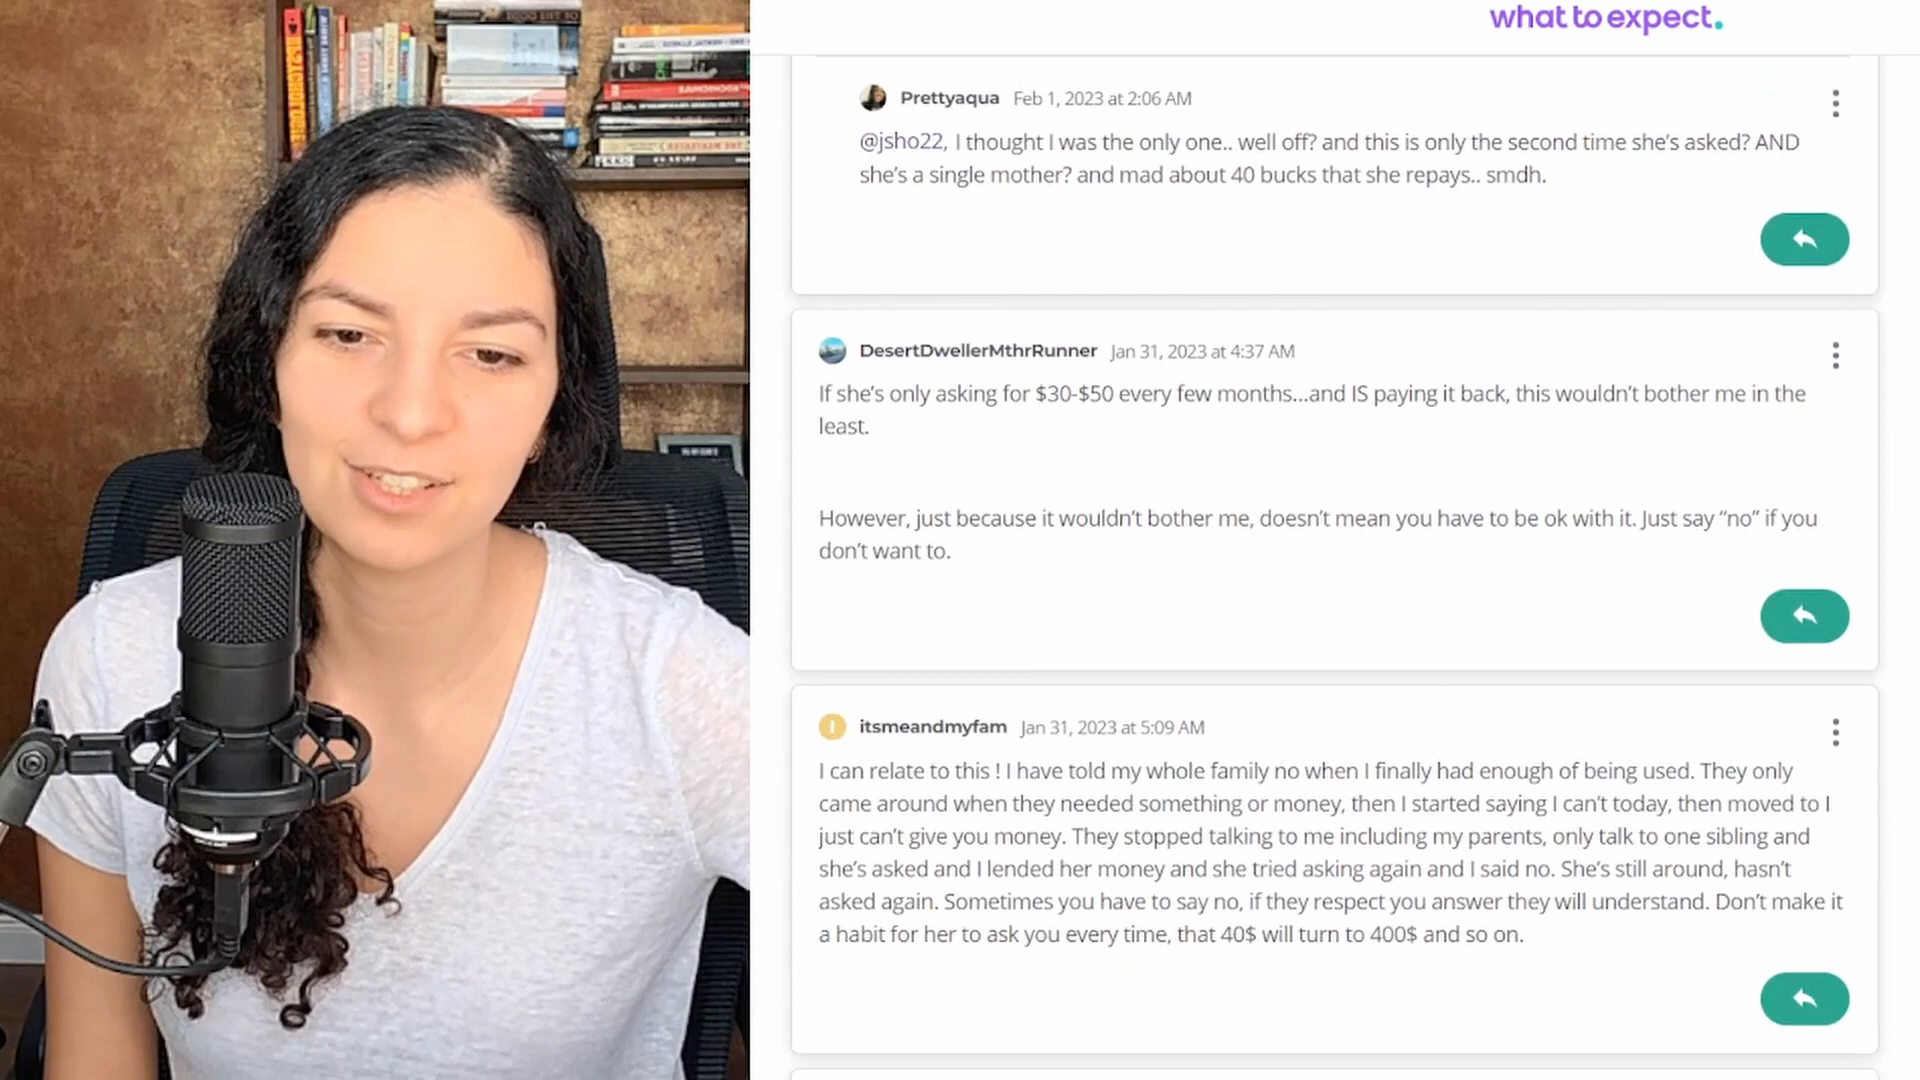 what to expect.
Prettyaqua Feb 1, 2023 at 2:06 AM
@jsho22, I thought I was the only one.. well off? and this is only the second time she's asked? AND
she's a single mother? and mad about 40 bucks that she repays.. smdh.
DesertDwellerMthrRunner Jan 31, 2023 at 4:37 AM
If she's only asking for $30-$50 every few months...and IS paying it back, this wouldn't bother me in the
least.
However, just because it wouldn't bother me, doesn't mean you have to be ok with it. Just say “no” if you
don't want to.
I itsmeandmyfam Jan 31, 2023 at 5:09 AM
I can relate to this ! I have told my whole family no when I finally had enough of being used. They only
came around when they needed something or money, then I started saying I can't today, then moved to I
just can't give you money. They stopped talking to me including my parents, only talk to one sibling and
she's asked and I lended her money and she tried asking again and I said no. She's still around, hasn't
asked again. Sometimes you have to say no, if they respect you answer they will understand. Don't make it
a habit for her to ask you every time, that 40$ will turn to 400$ and so on.